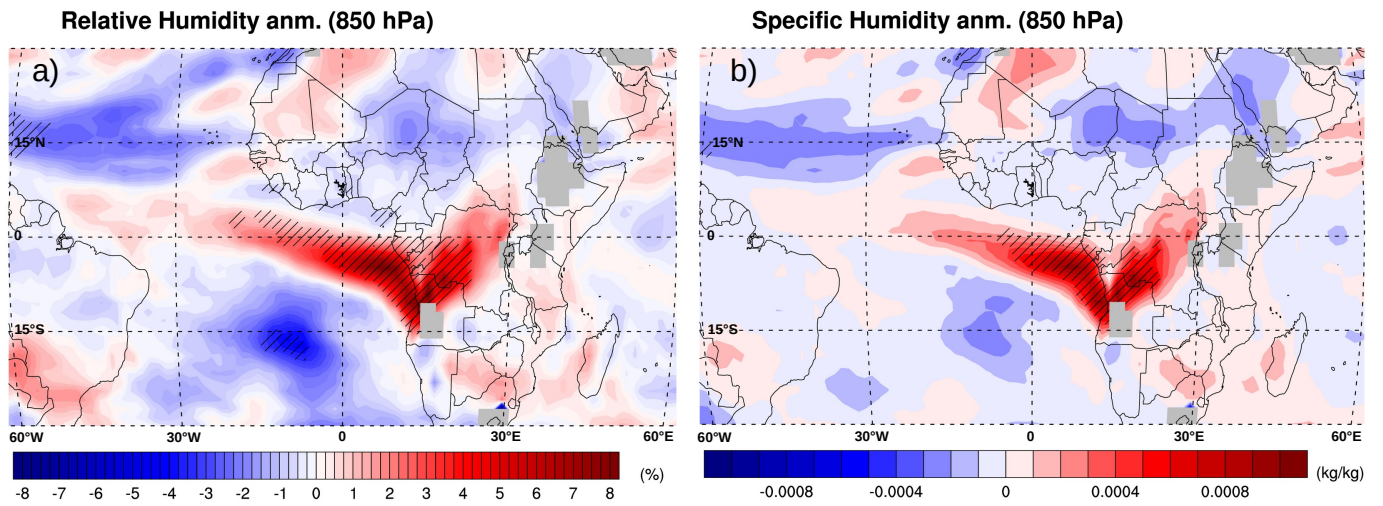 Relative Humidity anm. (850 hPa)
a)
15°N
0
15°S
60°W 30°W 0 30°E 60°E
-8 -7 -6 -5 -4 -3 -2 -1 0 1 2 3 4 5 6 7 8 (%)
Specific Humidity anm. (850 hPa)
b)
15°N
0
15°S
60°W 30°W 0 30°E 60°E
-0.0008 -0.0004 0 0.0004 0.0008 (kg/kg)